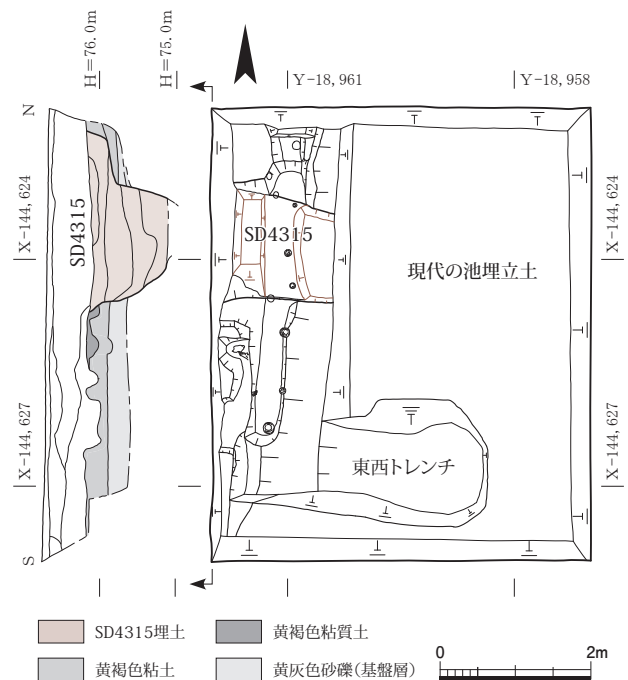 H=76.0m
H=75.0m
Y-18,961
Y-18,958
N
X-144,624
SD4315
SD4315
現代の池埋立土
X-144,624
X-144,627
東西トレンチ
X-144,627
S
SD4315埋土
黄褐色粘質土
黄褐色粘土
黄灰色砂礫(基盤層)
0
2m